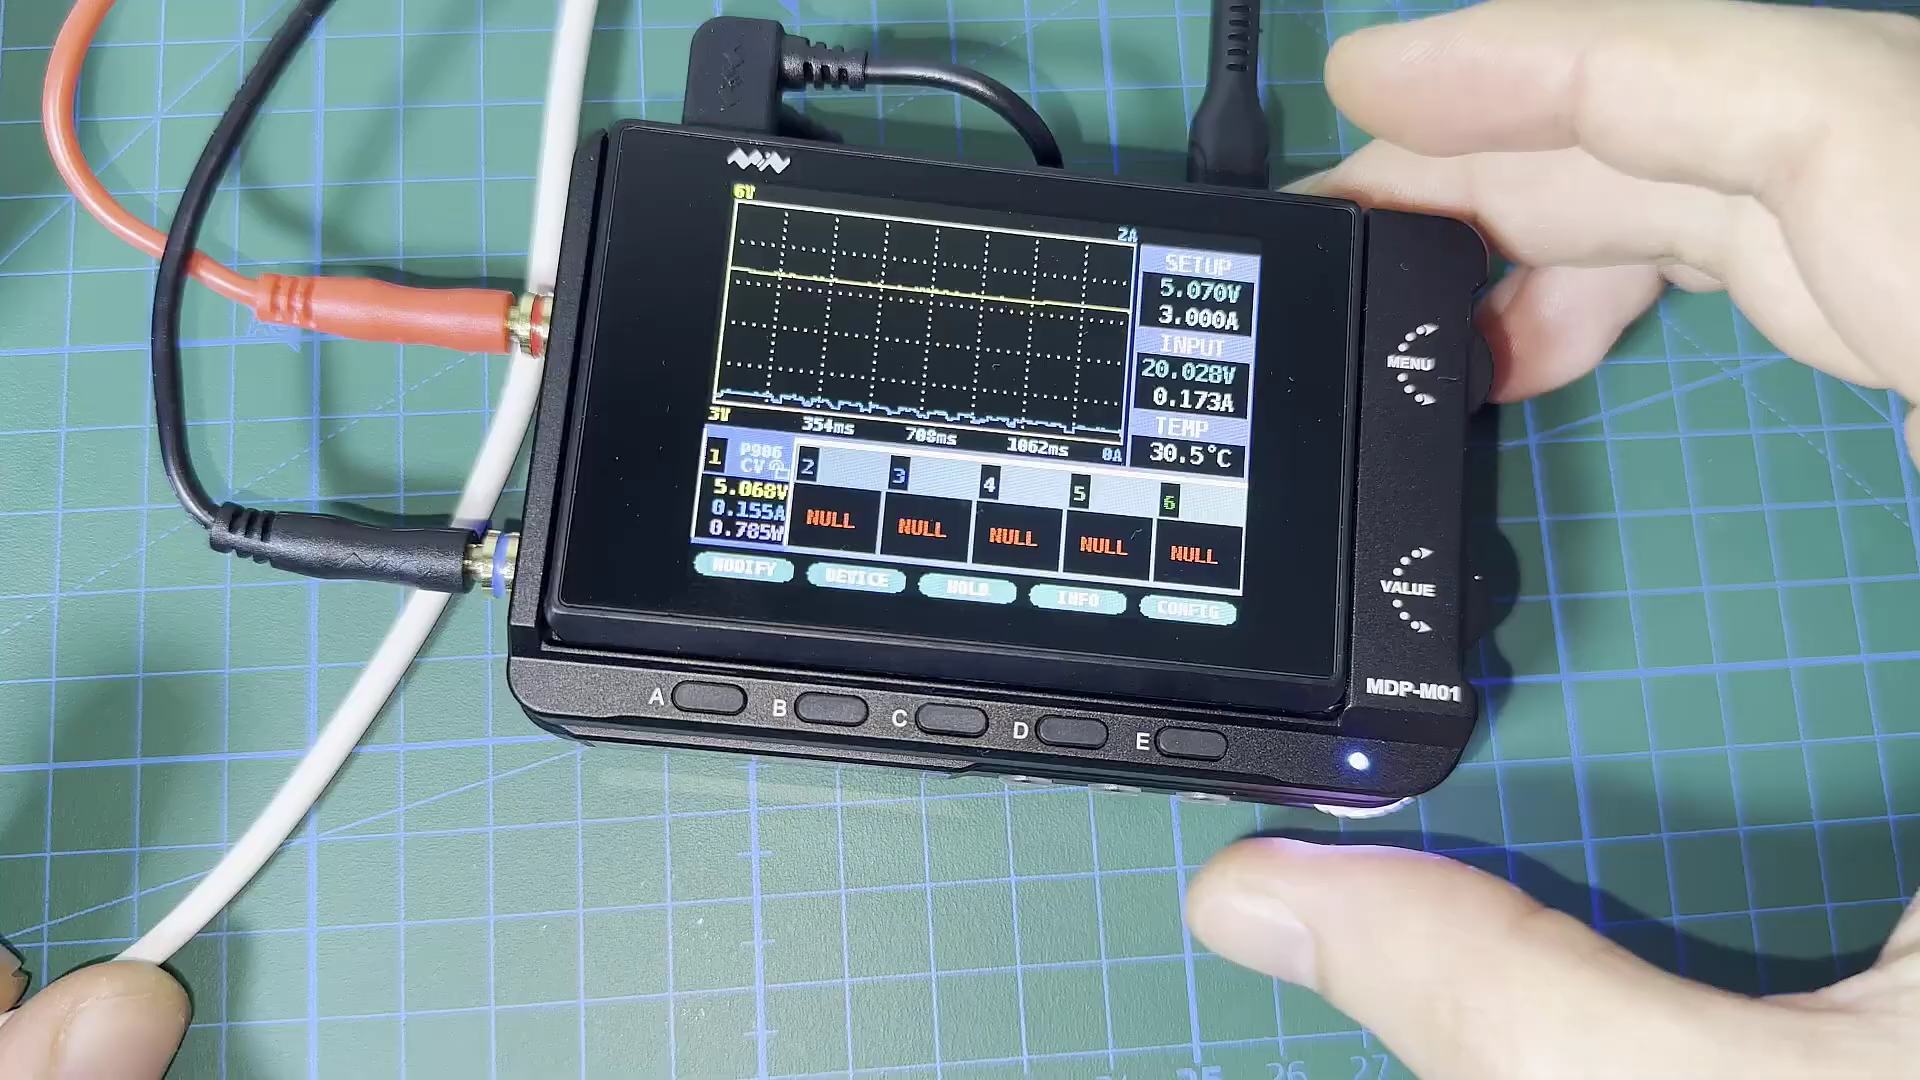 6V
2A
SETUP
5.070V
3.000A
INPUT
20.028V
0.173A
TEMP
30.5°C
3V
354ms
708ms
1062ms
0A
1 P906
CV
5.068V
0.155A
0.785W
2
NULL
3
NULL
4
NULL
5
NULL
6
NULL
MODIFY DEVICE HOLD INFO CONFIG
MENU
VALUE
MDP-M01
A B C D E
26 27